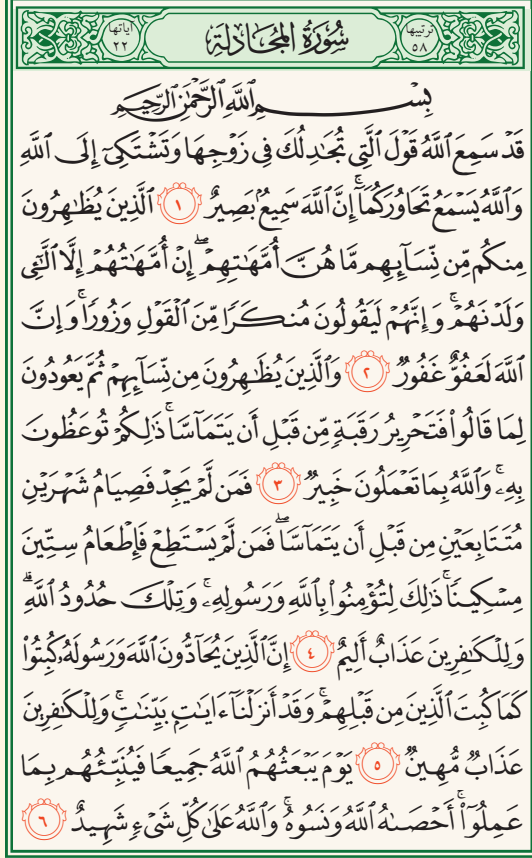 ترتيبها ٥٨ سُورَةُ المُجَادلَةِ آياتها ٢٢
بِسْمِ ٱللَّهِ ٱلرَّحْمَٰنِ ٱلرَّحِيمِ
قَدْ سَمِعَ ٱللَّهُ قَوْلَ ٱلَّتِى تُجَٰدِلُكَ فِى زَوْجِهَا وَتَشْتَكِىٓ إِلَى ٱللَّهِ
وَٱللَّهُ يَسْمَعُ تَحَاوُرَكُمَآ ۚ إِنَّ ٱللَّهَ سَمِيعٌۢ بَصِيرٌ ١ ٱلَّذِينَ يُظَٰهِرُونَ
مِنكُم مِّن نِّسَآئِهِم مَّا هُنَّ أُمَّهَٰتِهِمْ ۖ إِنْ أُمَّهَٰتُهُمْ إِلَّا ٱلَّٰٓـِٔى
وَلَدْنَهُمْ ۚ وَإِنَّهُمْ لَيَقُولُونَ مُنكَرًا مِّنَ ٱلْقَوْلِ وَزُورًا ۚ وَإِنَّ
ٱللَّهَ لَعَفُوٌّ غَفُورٌ ٢ وَٱلَّذِينَ يُظَٰهِرُونَ مِن نِّسَآئِهِمْ ثُمَّ يَعُودُونَ
لِمَا قَالُوا۟ فَتَحْرِيرُ رَقَبَةٍ مِّن قَبْلِ أَن يَتَمَآسَّا ۚ ذَٰلِكُمْ تُوعَظُونَ
بِهِۦ ۚ وَٱللَّهُ بِمَا تَعْمَلُونَ خَبِيرٌ ٣ فَمَن لَّمْ يَجِدْ فَصِيَامُ شَهْرَيْنِ
مُتَتَابِعَيْنِ مِن قَبْلِ أَن يَتَمَآسَّا ۖ فَمَن لَّمْ يَسْتَطِعْ فَإِطْعَامُ سِتِّينَ
مِسْكِينًا ۚ ذَٰلِكَ لِتُؤْمِنُوا۟ بِٱللَّهِ وَرَسُولِهِۦ ۚ وَتِلْكَ حُدُودُ ٱللَّهِ ۗ
وَلِلْكَٰفِرِينَ عَذَابٌ أَلِيمٌ ٤ إِنَّ ٱلَّذِينَ يُحَآدُّونَ ٱللَّهَ وَرَسُولَهُۥ كُبِتُوا۟
كَمَا كُبِتَ ٱلَّذِينَ مِن قَبْلِهِمْ ۚ وَقَدْ أَنزَلْنَآ ءَايَٰتٍۭ بَيِّنَٰتٍ ۚ وَلِلْكَٰفِرِينَ
عَذَابٌ مُّهِينٌ ٥ يَوْمَ يَبْعَثُهُمُ ٱللَّهُ جَمِيعًا فَيُنَبِّئُهُم بِمَا
عَمِلُوٓا۟ ۚ أَحْصَىٰهُ ٱللَّهُ وَنَسُوهُ ۚ وَٱللَّهُ عَلَىٰ كُلِّ شَىْءٍ شَهِيدٌ ٦